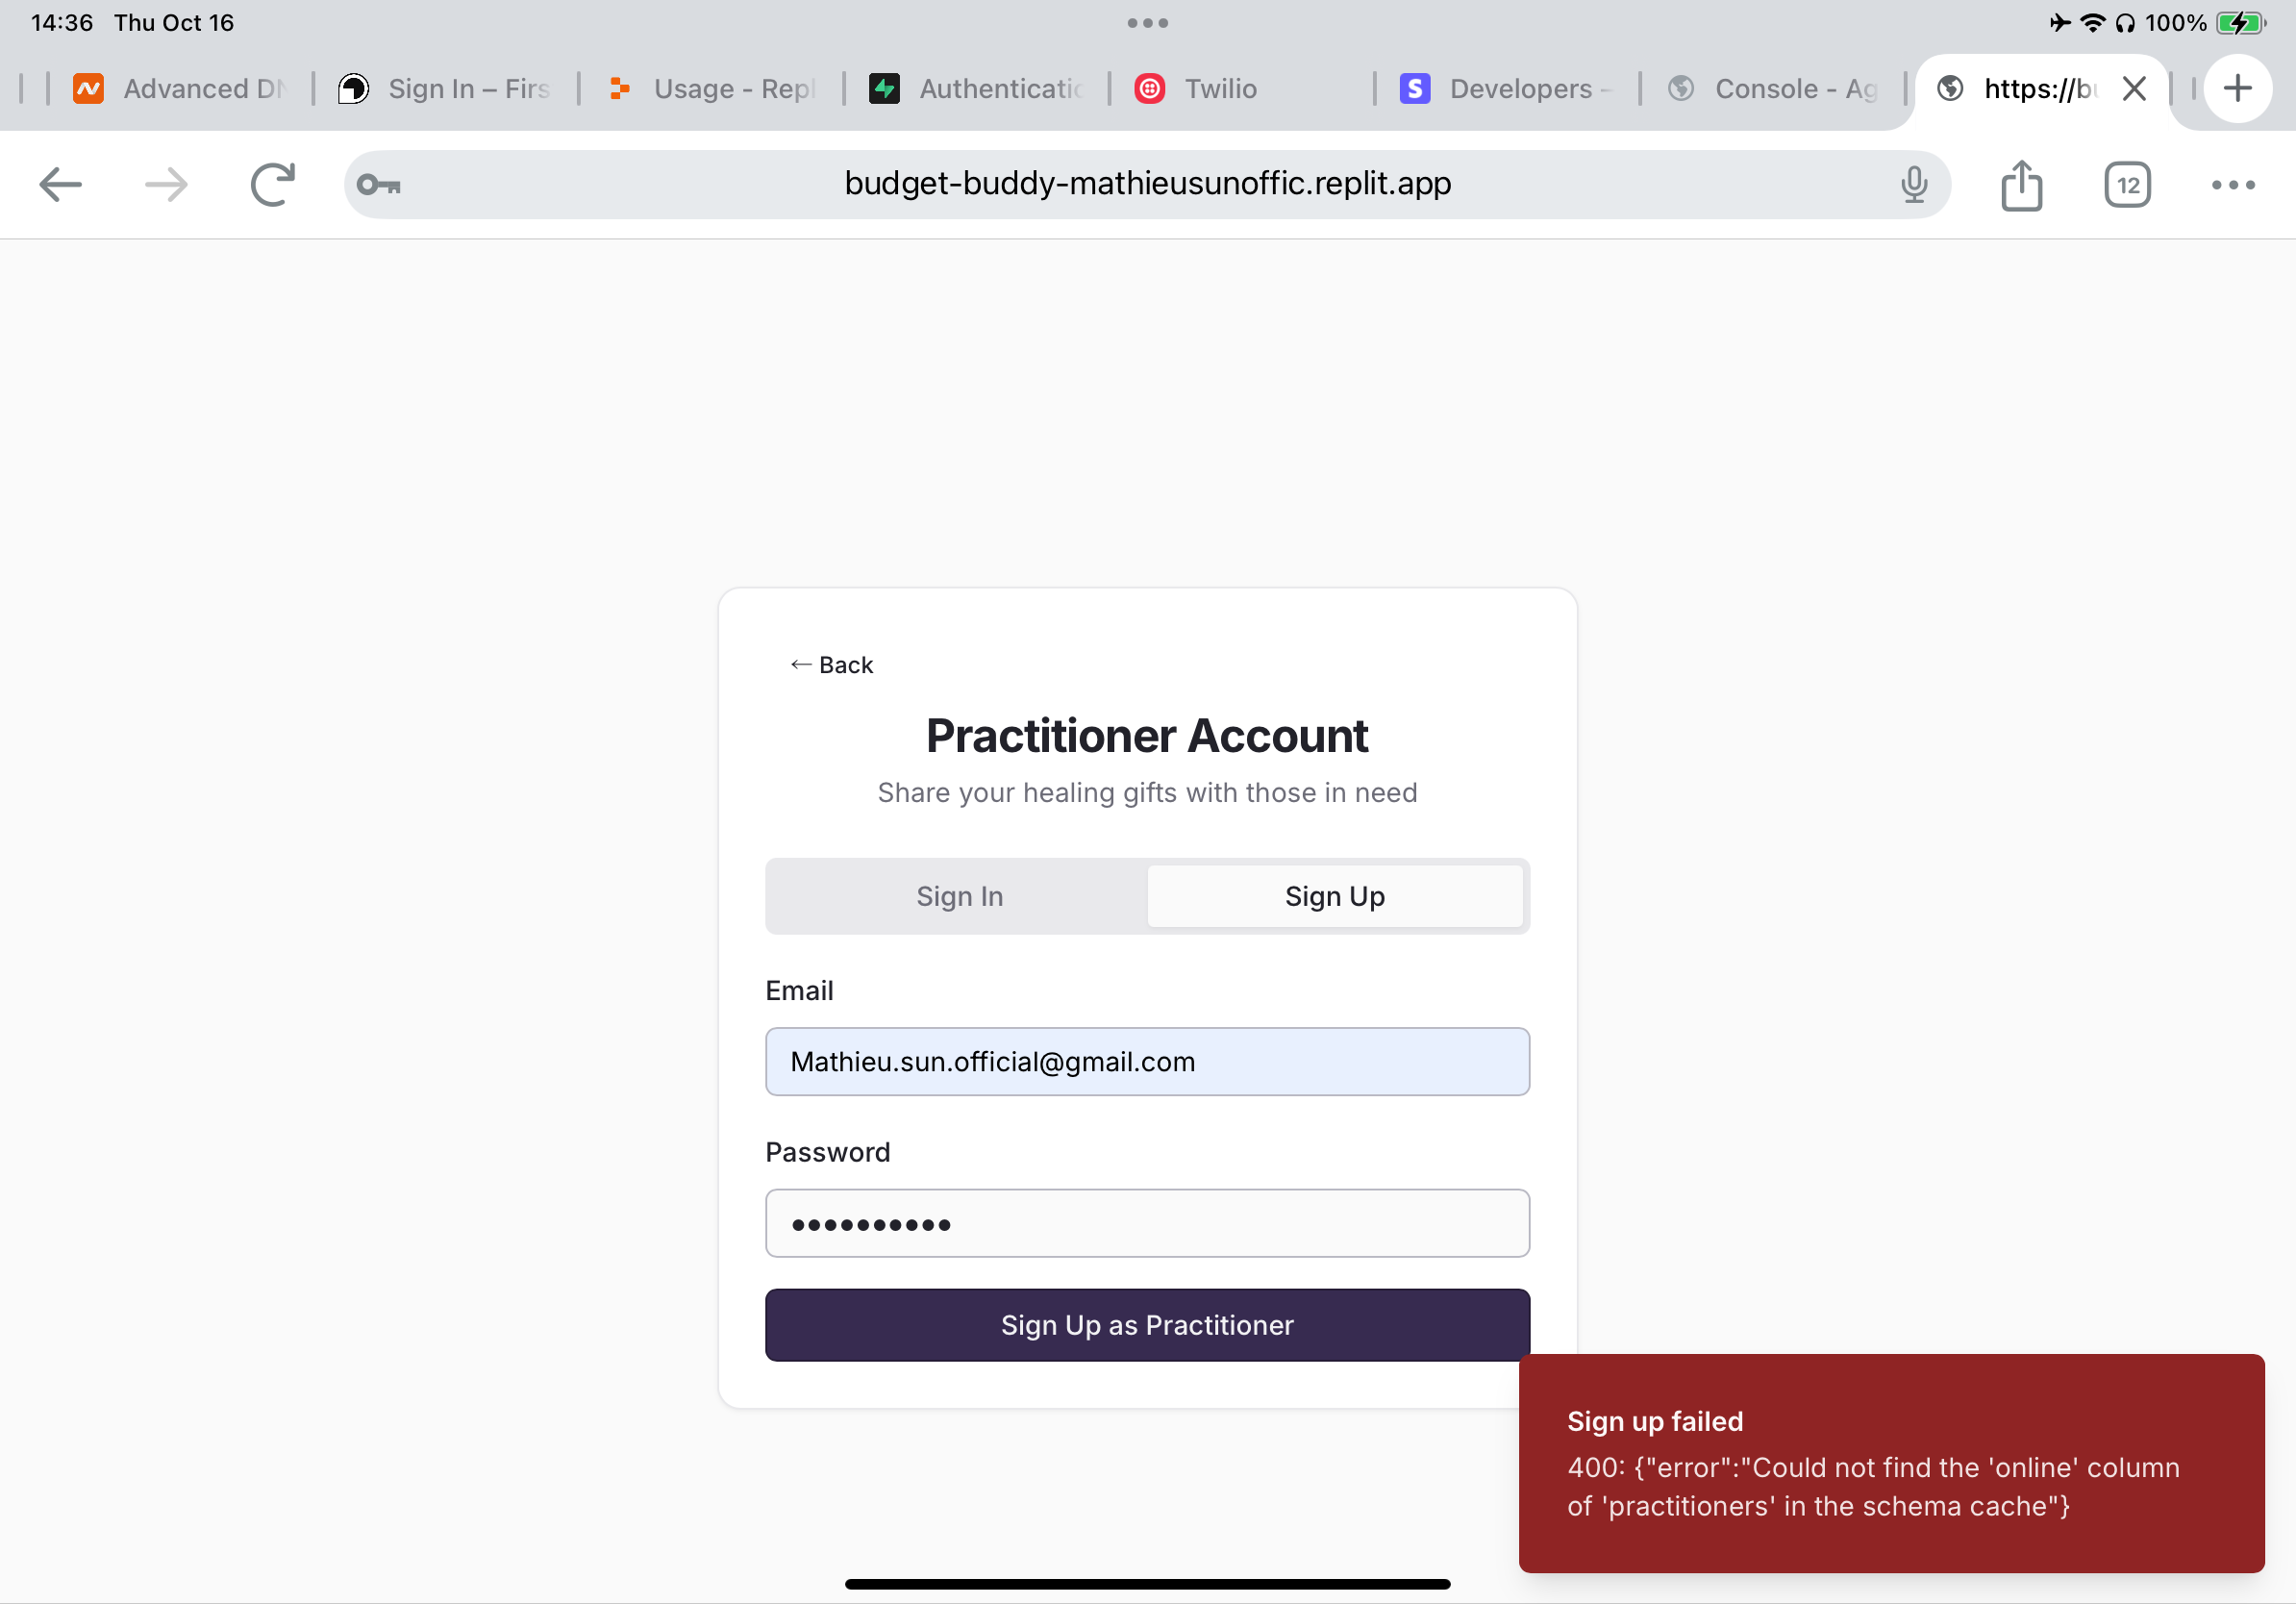 14:36 Thu Oct 16
100%
Advanced DN
Sign In – Firs
Usage - Repl
Authenticatic
Twilio
Developers –
Console - Ag
https://bu
budget-buddy-mathieusunoffic.replit.app
12
← Back
Practitioner Account
Share your healing gifts with those in need
Sign In
Sign Up
Email
Mathieu.sun.official@gmail.com
Password
Sign Up as Practitioner
Sign up failed
400: {"error":"Could not find the 'online' column
of 'practitioners' in the schema cache"}